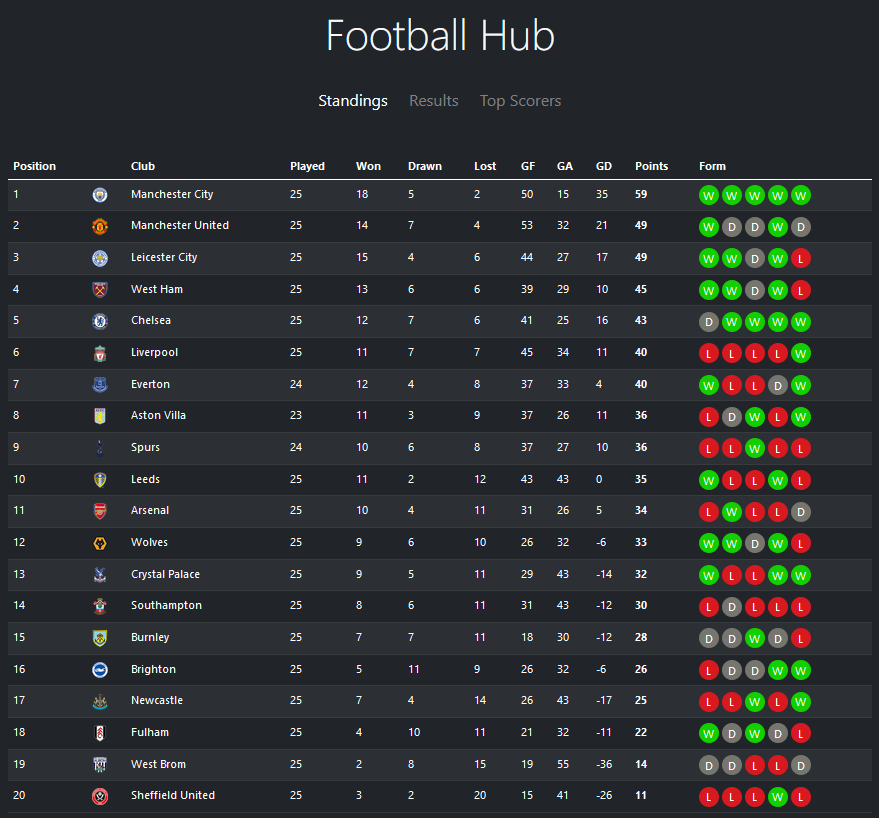 Football Hub
Standings Results Top Scorers
Position Club Played Won Drawn Lost GF GA GD Points Form
1 Manchester City 25 18 5 2 50 15 35 59 W W W W W
2 Manchester United 25 14 7 4 53 32 21 49 W D D W D
3 Leicester City 25 15 4 6 44 27 17 49 W W D W L
4 West Ham 25 13 6 6 39 29 10 45 W W D W L
5 Chelsea 25 12 7 6 41 25 16 43 D W W W W
6 Liverpool 25 11 7 7 45 34 11 40 L L L L W
7 Everton 24 12 4 8 37 33 4 40 W L L D W
8 Aston Villa 23 11 3 9 37 26 11 36 L D W L W
9 Spurs 24 10 6 8 37 27 10 36 L L W L L
10 Leeds 25 11 2 12 43 43 0 35 W L L W L
11 Arsenal 25 10 4 11 31 26 5 34 L W L L D
12 Wolves 25 9 6 10 26 32 -6 33 W W D W L
13 Crystal Palace 25 9 5 11 29 43 -14 32 W L L W W
14 Southampton 25 8 6 11 31 43 -12 30 L D L L L
15 Burnley 25 7 7 11 18 30 -12 28 D D W D L
16 Brighton 25 5 11 9 26 32 -6 26 L D D W W
17 Newcastle 25 7 4 14 26 43 -17 25 L L W L W
18 Fulham 25 4 10 11 21 32 -11 22 W D W D L
19 West Brom 25 2 8 15 19 55 -36 14 D D L L D
20 Sheffield United 25 3 2 20 15 41 -26 11 L L L W L